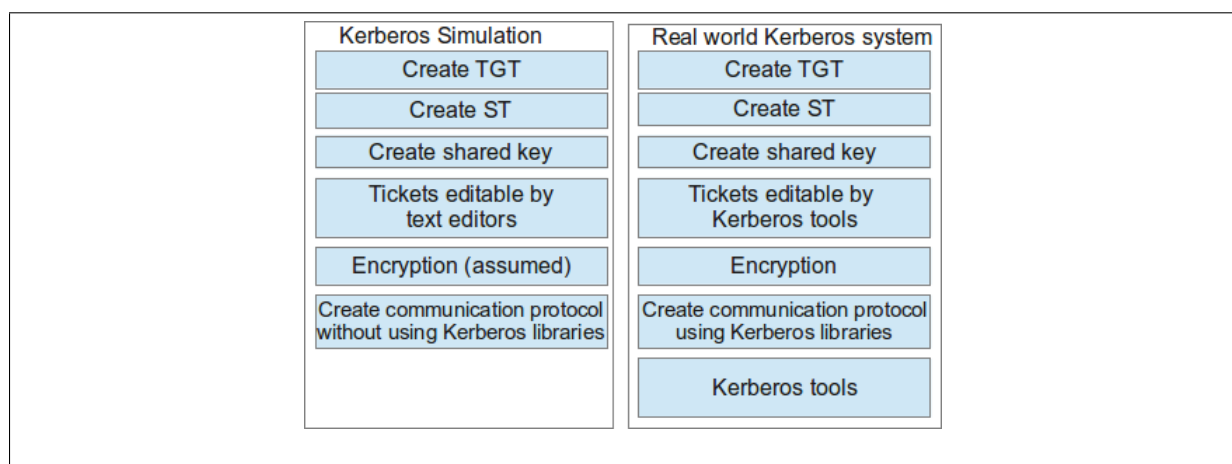 Kerberos Simulation
Create TGT
Create ST
Create shared key
Tickets editable by
text editors
Encryption (assumed)
Create communication protocol
without using Kerberos libraries
Real world Kerberos system
Create TGT
Create ST
Create shared key
Tickets editable by
Kerberos tools
Encryption
Create communication protocol
using Kerberos libraries
Kerberos tools